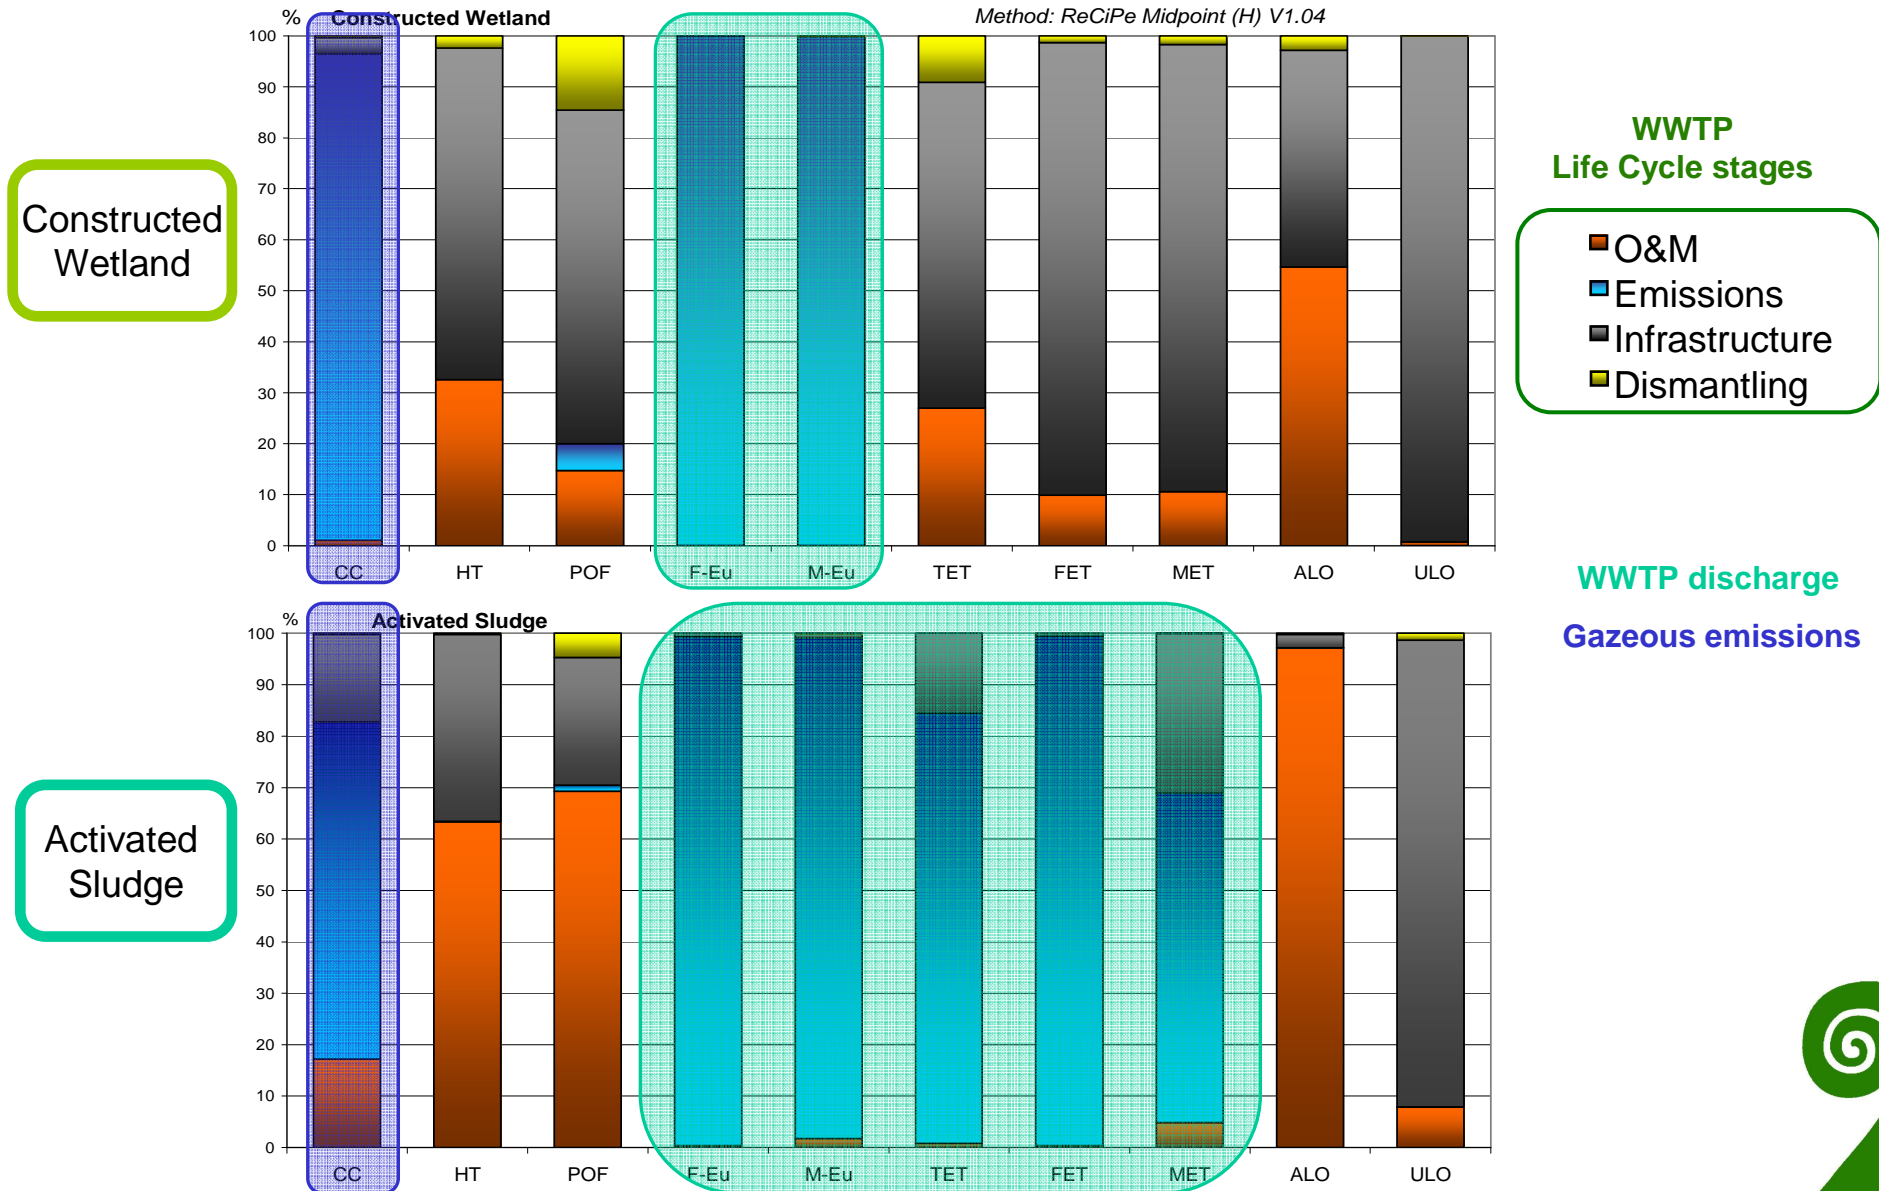 % Constructed Wetland
Method: ReCiPe Midpoint (H) V1.04
100
90
80
70
60
50
40
30
20
10
0
CC HT POF F-Eu M-Eu TET FET MET ALO ULO
Constructed
Wetland
WWTP
Life Cycle stages
O&M
Emissions
Infrastructure
Dismantling
WWTP discharge
Gazeous emissions
% Activated Sludge
100
90
80
70
60
50
40
30
20
10
0
CC HT POF F-Eu M-Eu TET FET MET ALO ULO
Activated
Sludge